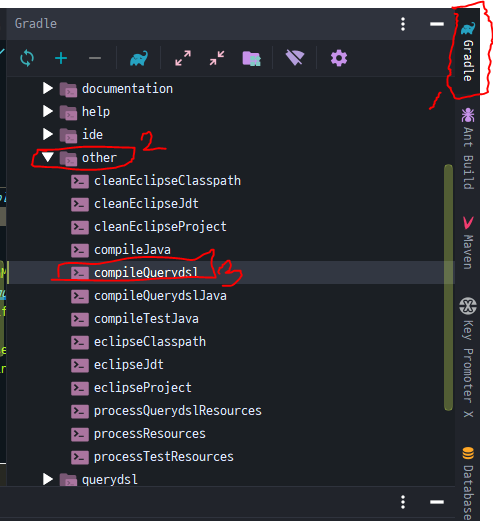 Gradle
documentation
help
ide
other
2
cleanEclipseClasspath
cleanEclipseJdt
cleanEclipseProject
compileJava
compileQuerydsl
3
compileQuerydslJava
compileTestJava
eclipseClasspath
eclipseJdt
eclipseProject
processQuerydslResources
processResources
processTestResources
querydsl
Gradle
1
Ant Build
Maven
Key Promoter X
Database